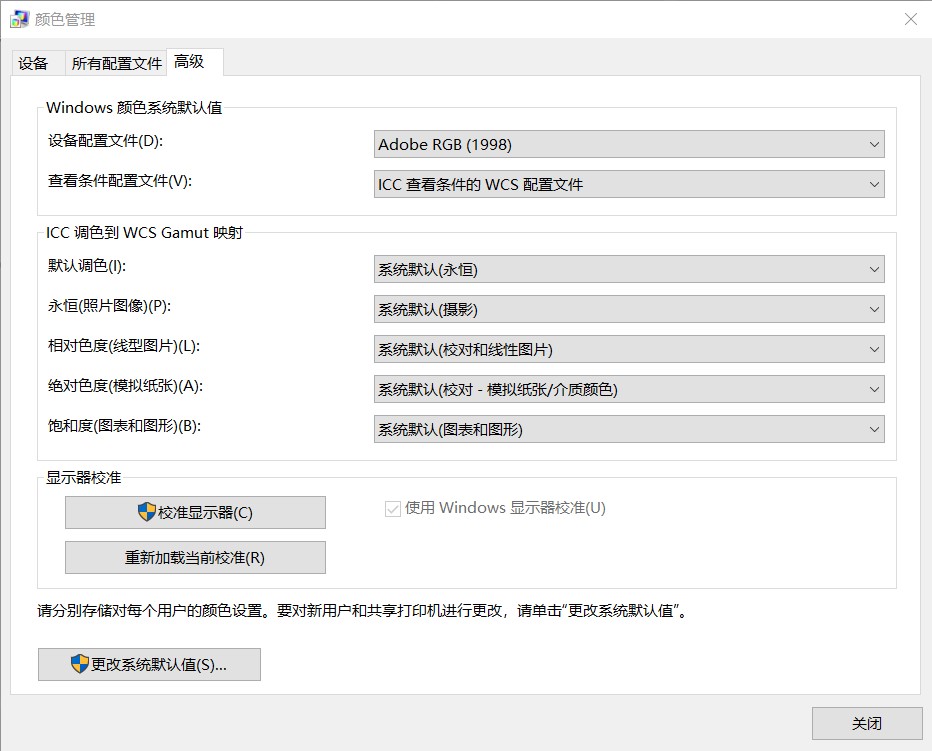 颜色管理
设备 所有配置文件 高级
Windows 颜色系统默认值
设备配置文件(D): Adobe RGB (1998)
查看条件配置文件(V): ICC 查看条件的 WCS 配置文件
ICC 调色到 WCS Gamut 映射
默认调色(I): 系统默认(永恒)
永恒(照片图像)(P): 系统默认(摄影)
相对色度(线型图片)(L): 系统默认(校对和线性图片)
绝对色度(模拟纸张)(A): 系统默认(校对 - 模拟纸张/介质颜色)
饱和度(图表和图形)(B): 系统默认(图表和图形)
显示器校准
校准显示器(C) 使用 Windows 显示器校准(U)
重新加载当前校准(R)
请分别存储对每个用户的颜色设置。要对新用户和共享打印机进行更改，请单击“更改系统默认值”。
更改系统默认值(S)...
关闭